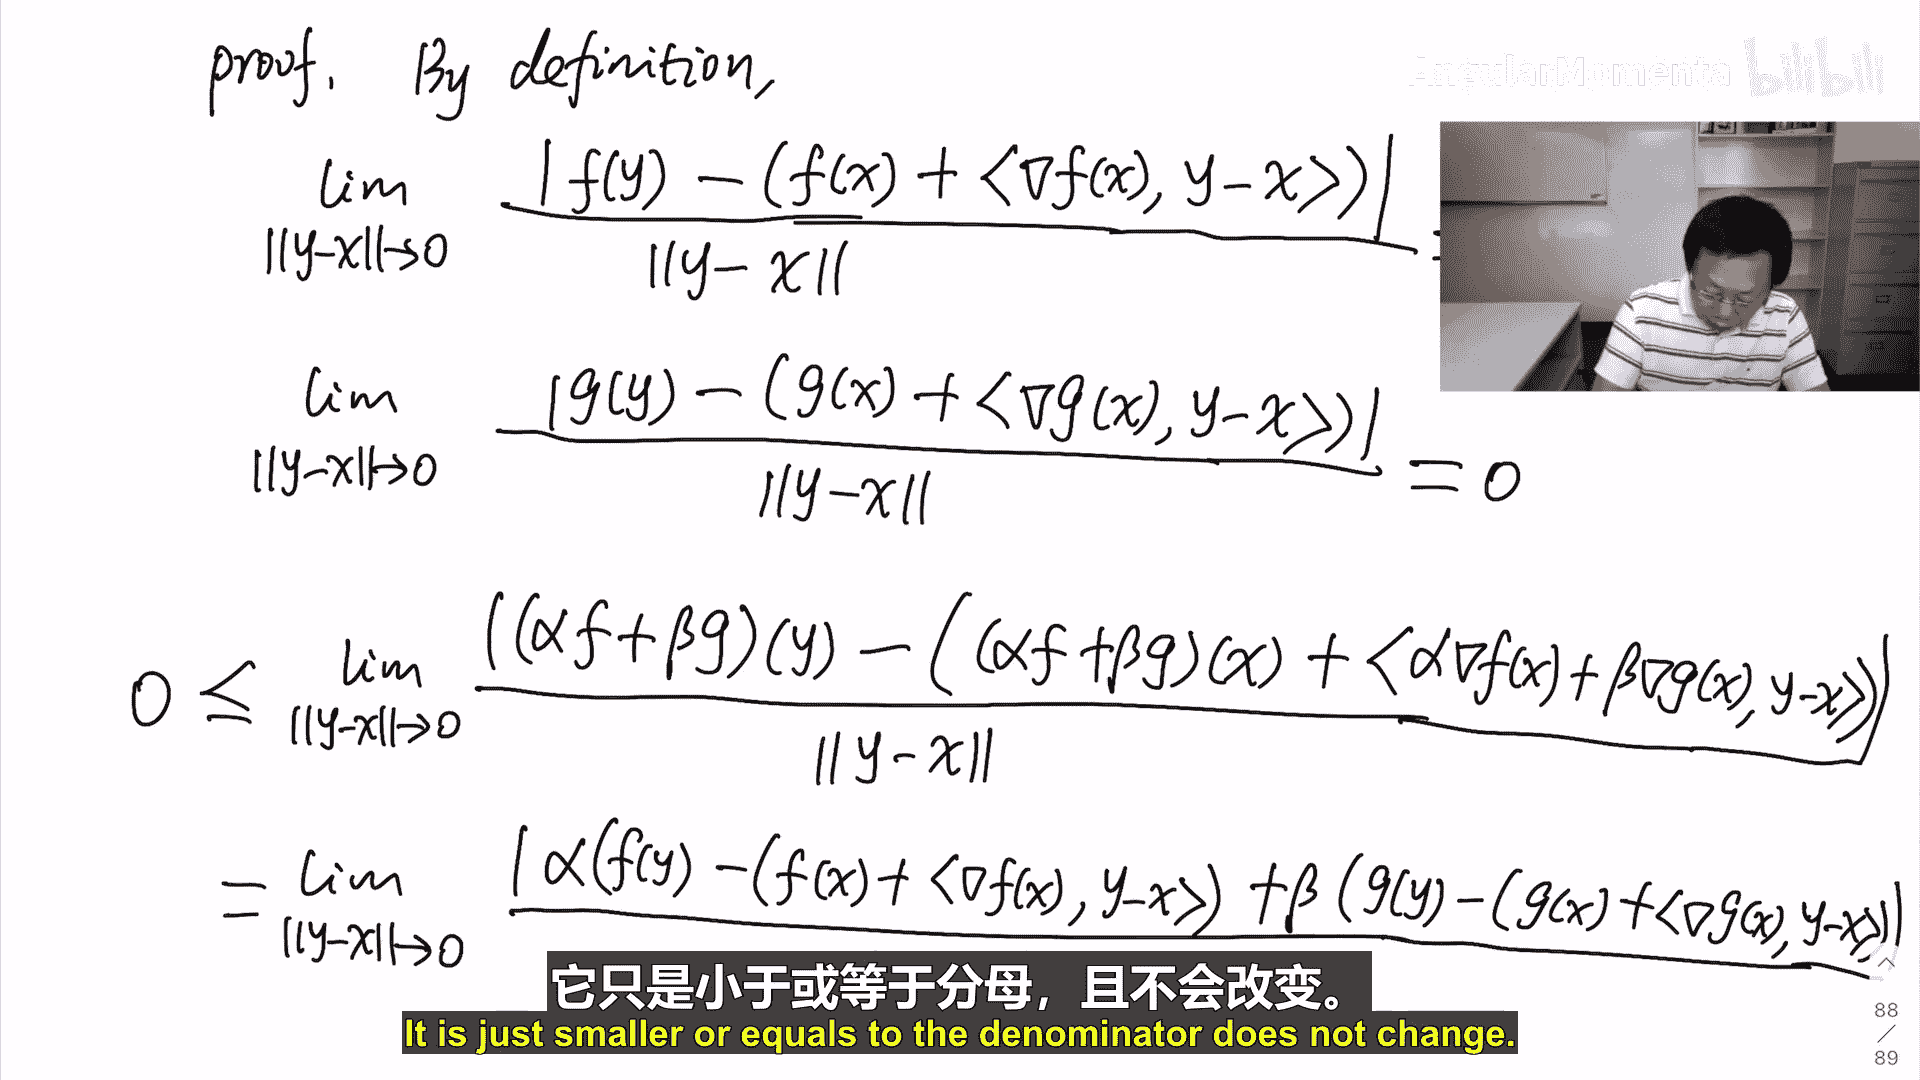 proof. By definition,
AngularMomenta bilibili
lim |f(y) - (f(x) + <∇f(x), y-x>)|
||y-x||→0 ||y-x||
lim |g(y) - (g(x) + <∇g(x), y-x>)| = 0
||y-x||→0 ||y-x||
0 ≤ lim |(αf+βg)(y) - ((αf+βg)(x) + <α∇f(x)+β∇g(x), y-x>)|
||y-x||→0 ||y-x||
= lim |α(f(y) - (f(x)+<∇f(x), y-x>) + β(g(y) - (g(x)+<∇g(x), y-x>)|
||y-x||→0
它只是小于或等于分母，且不会改变。
It is just smaller or equals to the denominator does not change.
88
/
89